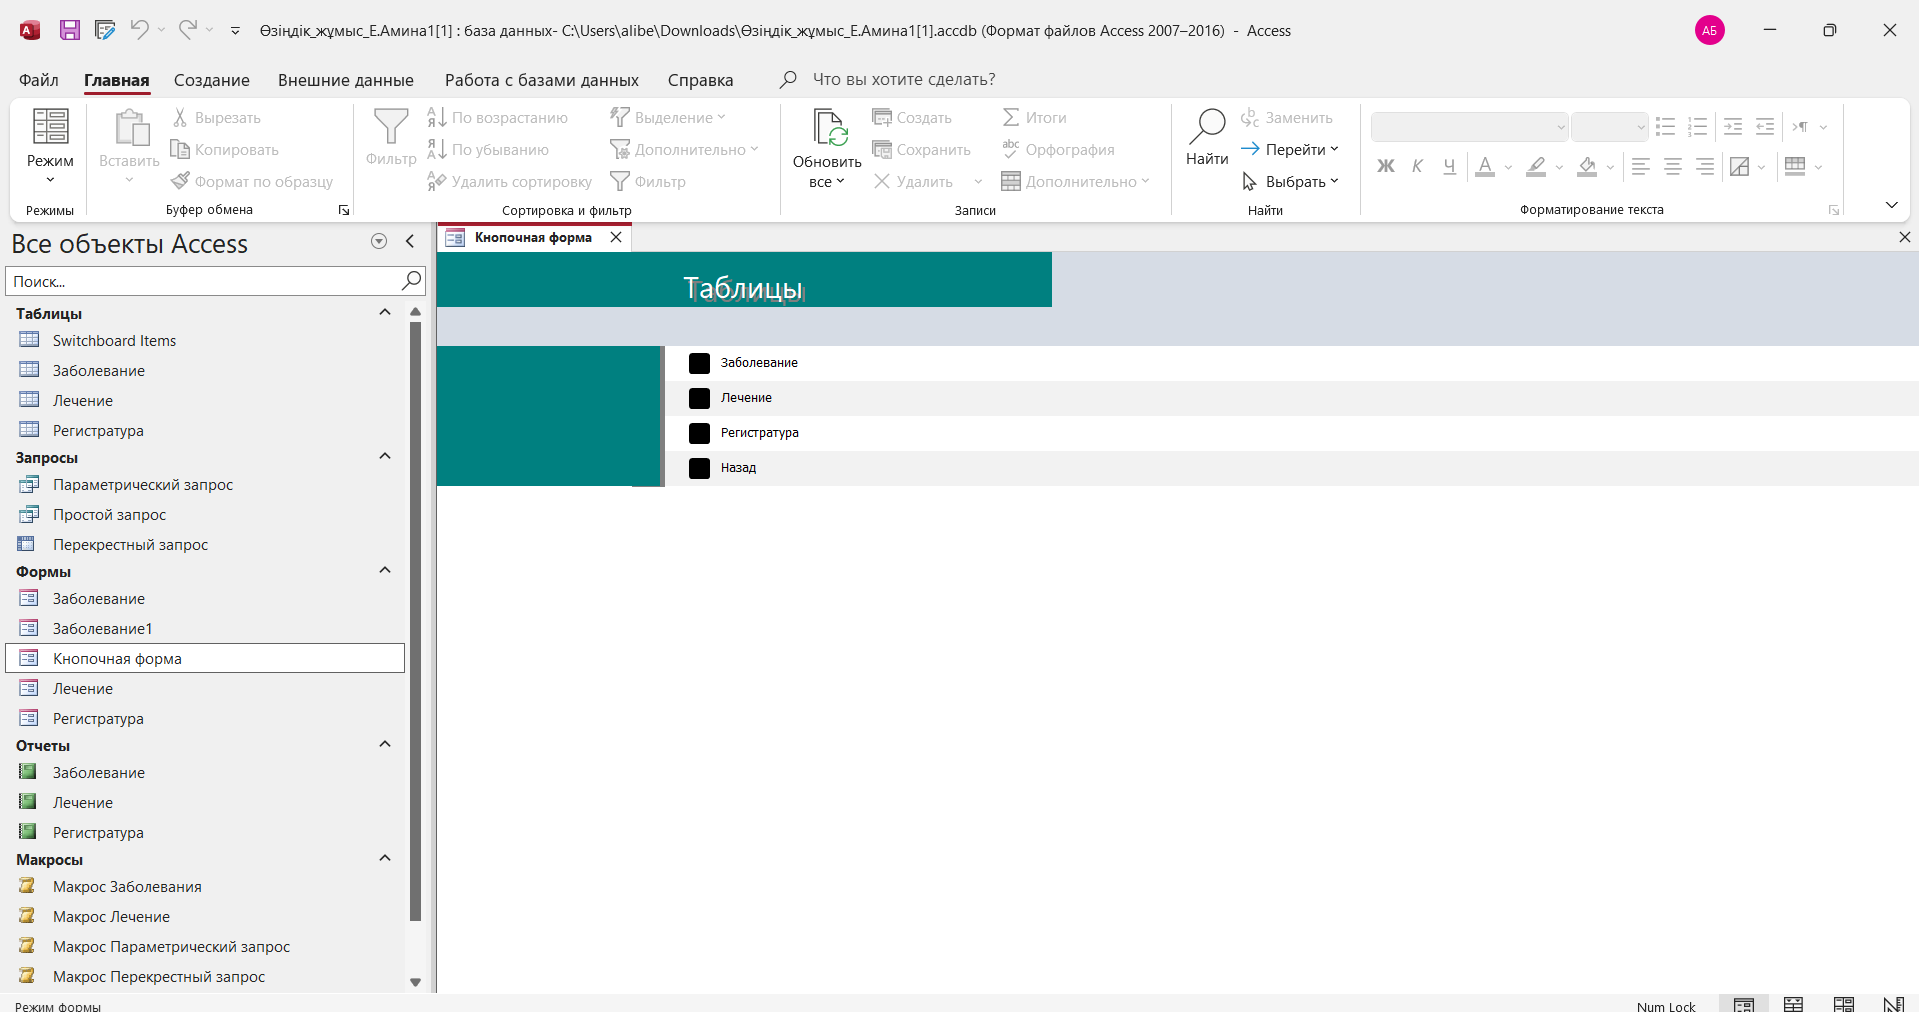 Өзіңдік_жұмыс_Е.Амина1[1] : база данных- C:\Users\alibe\Downloads\Өзіңдік_жұмыс_Е.Амина1[1].accdb (Формат файлов Access 2007–2016) - Access
АБ
Файл Главная Создание Внешние данные Работа с базами данных Справка Что вы хотите сделать?
Режим
Режимы
Вставить
Вырезать
Копировать
Формат по образцу
Буфер обмена
Фильтр
По возрастанию
По убыванию
Удалить сортировку
Выделение
Дополнительно
Фильтр
Сортировка и фильтр
Обновить
все
Создать
Сохранить
Удалить
Итоги
Орфография
Дополнительно
Записи
Найти
Заменить
Перейти
Выбрать
Найти
Ж К Ч А
Форматирование текста
Все объекты Access
Поиск...
Таблицы
Switchboard Items
Заболевание
Лечение
Регистратура
Запросы
Параметрический запрос
Простой запрос
Перекрестный запрос
Формы
Заболевание
Заболевание1
Кнопочная форма
Лечение
Регистратура
Отчеты
Заболевание
Лечение
Регистратура
Макросы
Макрос Заболевания
Макрос Лечение
Макрос Параметрический запрос
Макрос Перекрестный запрос
Кнопочная форма
Таблицы
Заболевание
Лечение
Регистратура
Назад
Режим формы
Num Lock